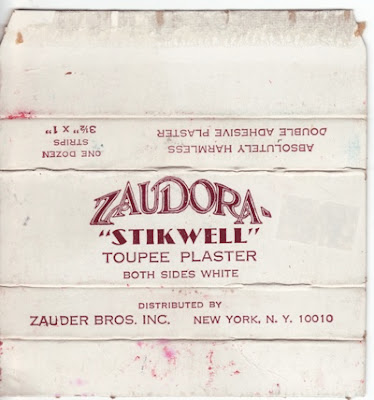 ONE DOZEN
STRIPS
3½" X 1"
ABSOLUTELY HARMLESS
DOUBLE ADHESIVE PLASTER
ZAUDORA-
"STIKWELL"
TOUPEE PLASTER
BOTH SIDES WHITE
DISTRIBUTED BY
ZAUDER BROS. INC. NEW YORK, N. Y. 10010